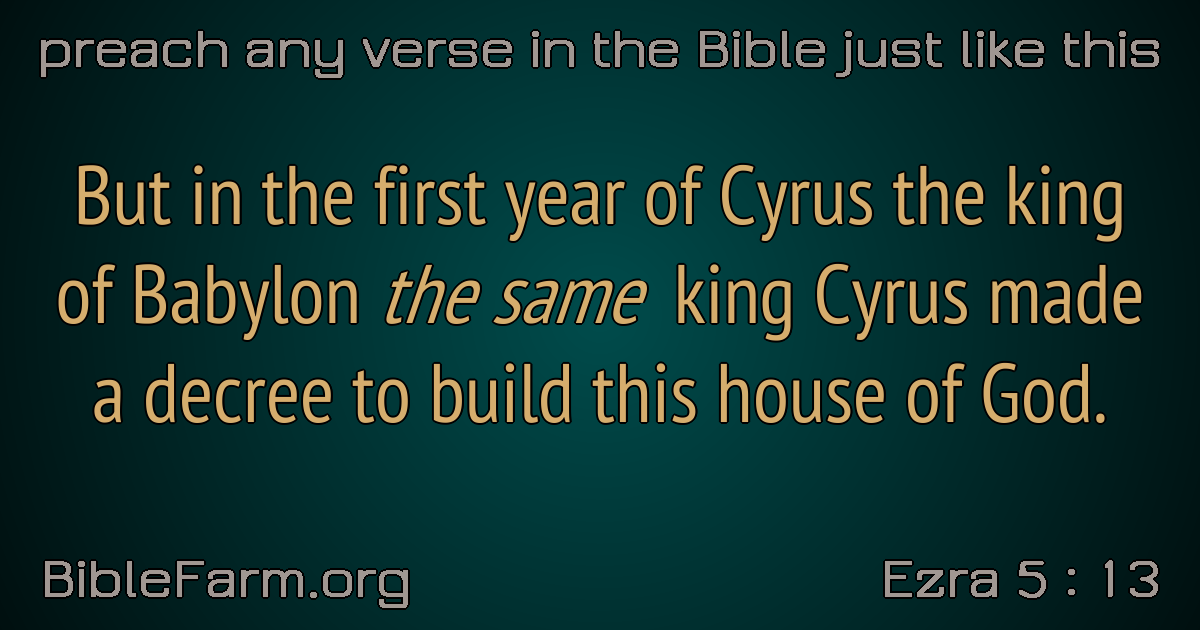 preach any verse in the Bible just like this
But in the first year of Cyrus the king
of Babylon the same king Cyrus made
a decree to build this house of God.
BibleFarm.org
Ezra 5 : 13